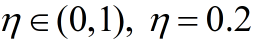 η ∈ (0,1), η = 0.2